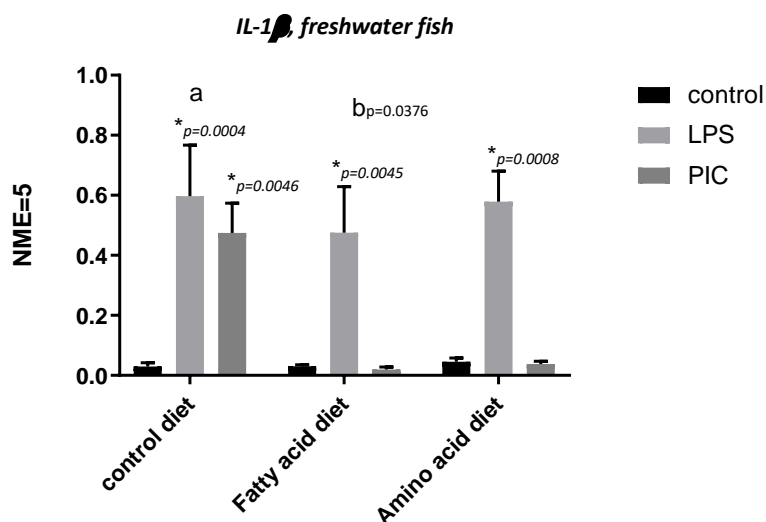 IL-1β, freshwater fish
NME=5
1.0
0.8
0.6
0.4
0.2
0.0
a
*p=0.0004
*p=0.0046
bp=0.0376
*p=0.0045
*p=0.0008
control diet
Fatty acid diet
Amino acid diet
control
LPS
PIC